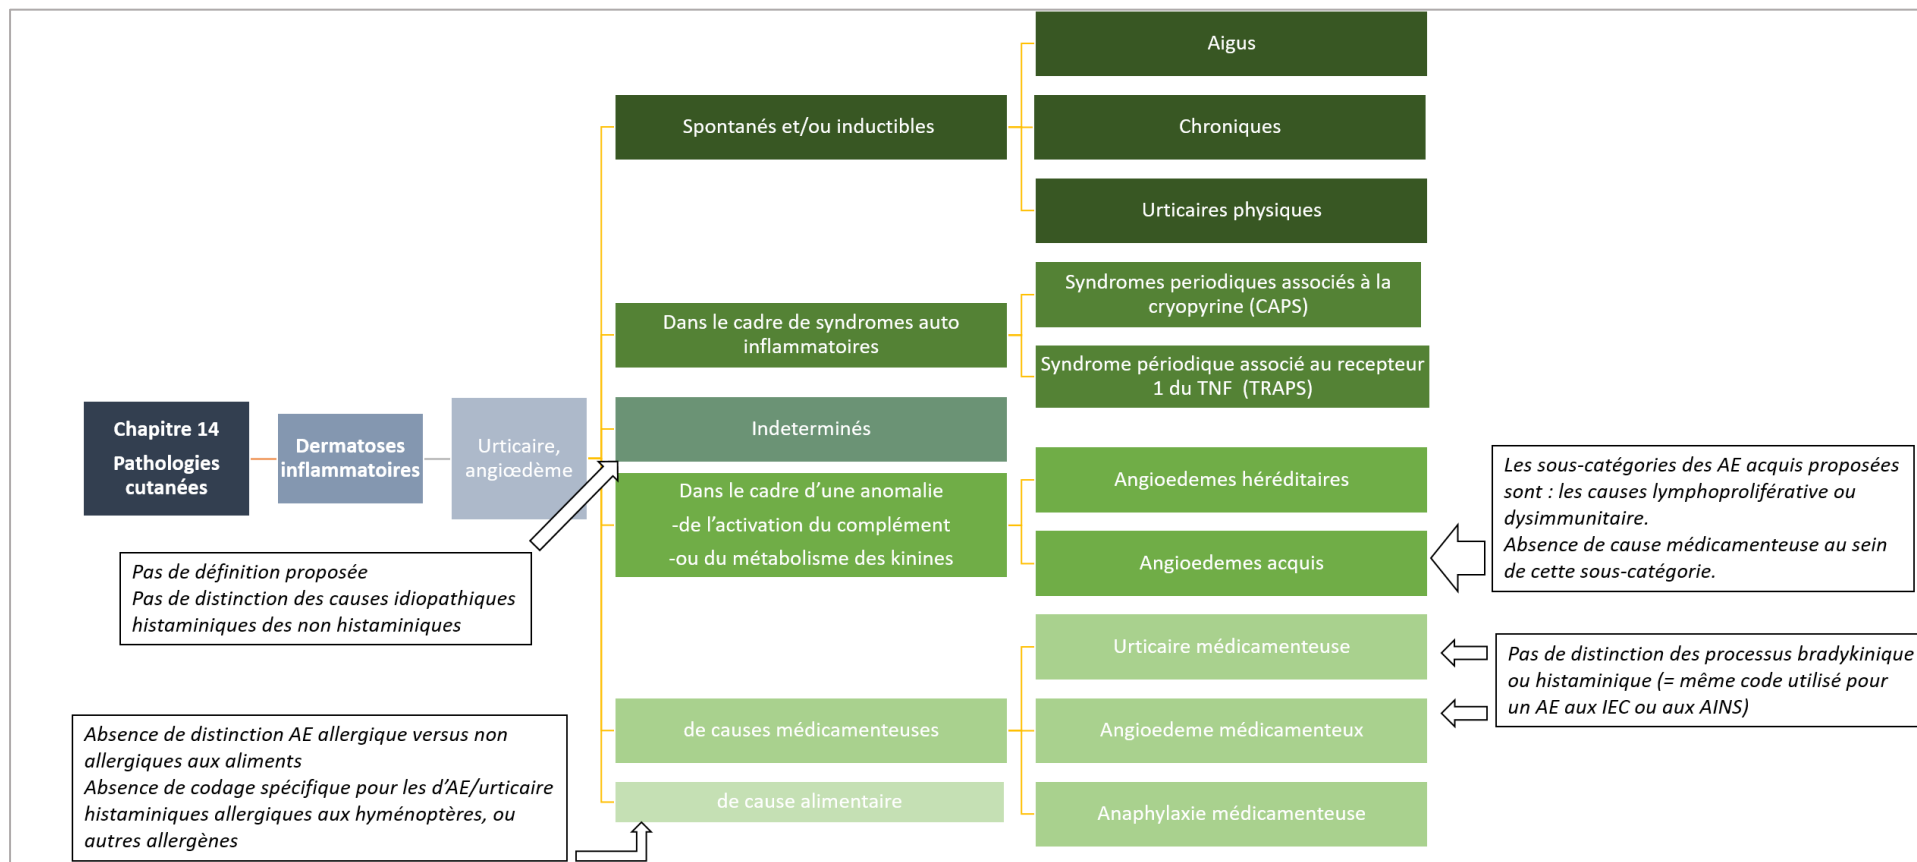 Chapitre 14
Pathologies
cutanées
Dermatoses
inflammatoires
Urticaire,
angiœdème
Spontanés et/ou inductibles
Aigus
Chroniques
Urticaires physiques
Dans le cadre de syndromes auto
inflammatoires
Syndromes periodiques associés à la
cryopyrine (CAPS)
Syndrome périodique associé au recepteur
1 du TNF (TRAPS)
Indeterminés
Pas de définition proposée
Pas de distinction des causes idiopathiques
histaminiques des non histaminiques
Dans le cadre d’une anomalie
-de l’activation du complément
-ou du métabolisme des kinines
Angioedemes héréditaires
Angioedemes acquis
Les sous-catégories des AE acquis proposées
sont : les causes lymphoproliférative ou
dysimmunitaire.
Absence de cause médicamenteuse au sein
de cette sous-catégorie.
de causes médicamenteuses
Urticaire médicamenteuse
Angioedeme médicamenteux
Anaphylaxie médicamenteuse
Pas de distinction des processus bradykinique
ou histaminique (= même code utilisé pour
un AE aux IEC ou aux AINS)
de cause alimentaire
Absence de distinction AE allergique versus non
allergiques aux aliments
Absence de codage spécifique pour les d’AE/urticaire
histaminiques allergiques aux hyménoptères, ou
autres allergènes